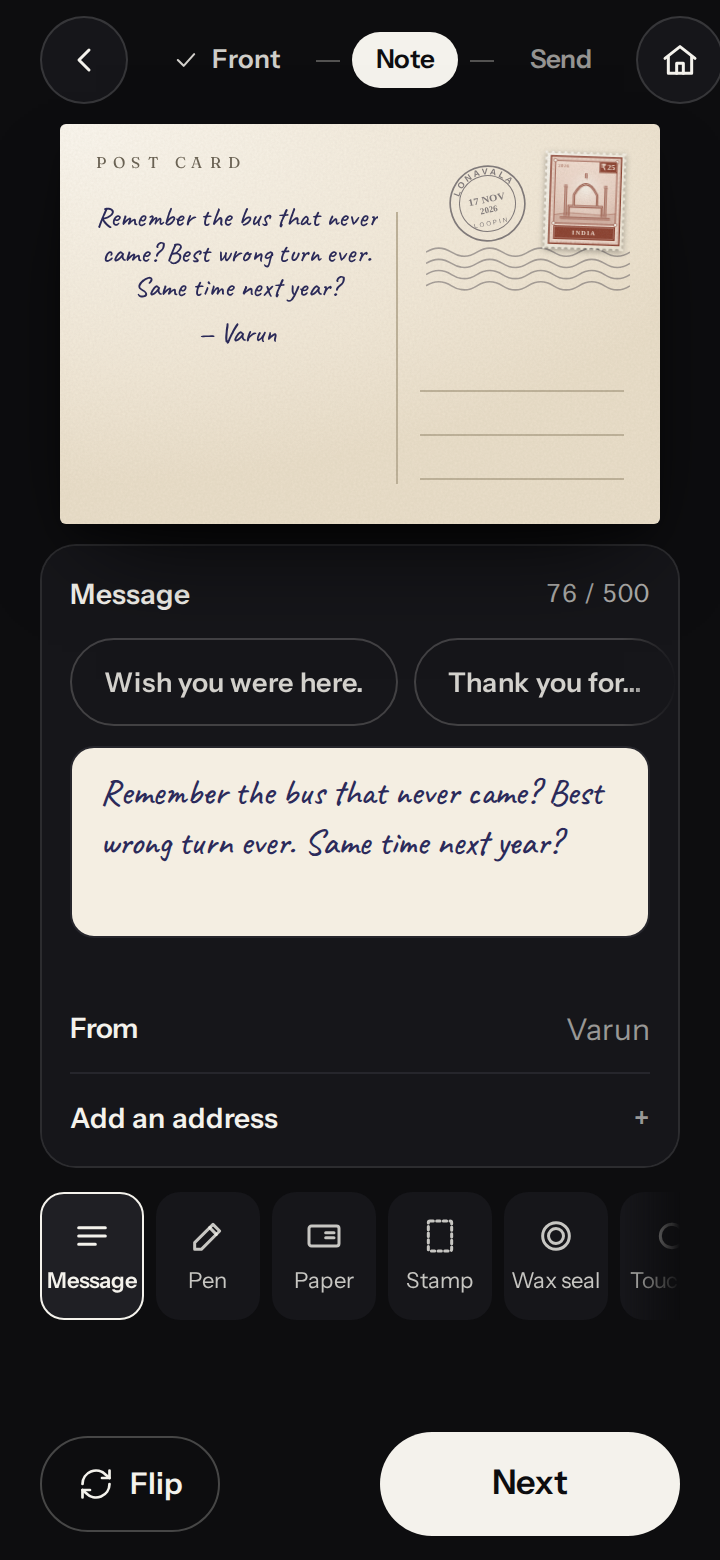 Front
Note
Send
POST CARD
LONAVALA
17 NOV
2026
LOOPIN
₹ 25
INDIA
Remember the bus that never
came? Best wrong turn ever.
Same time next year?
— Varun
Message
76 / 500
Wish you were here.
Thank you for...
Remember the bus that never came? Best
wrong turn ever. Same time next year?
From
Varun
Add an address
+
Message
Pen
Paper
Stamp
Wax seal
Flip
Next